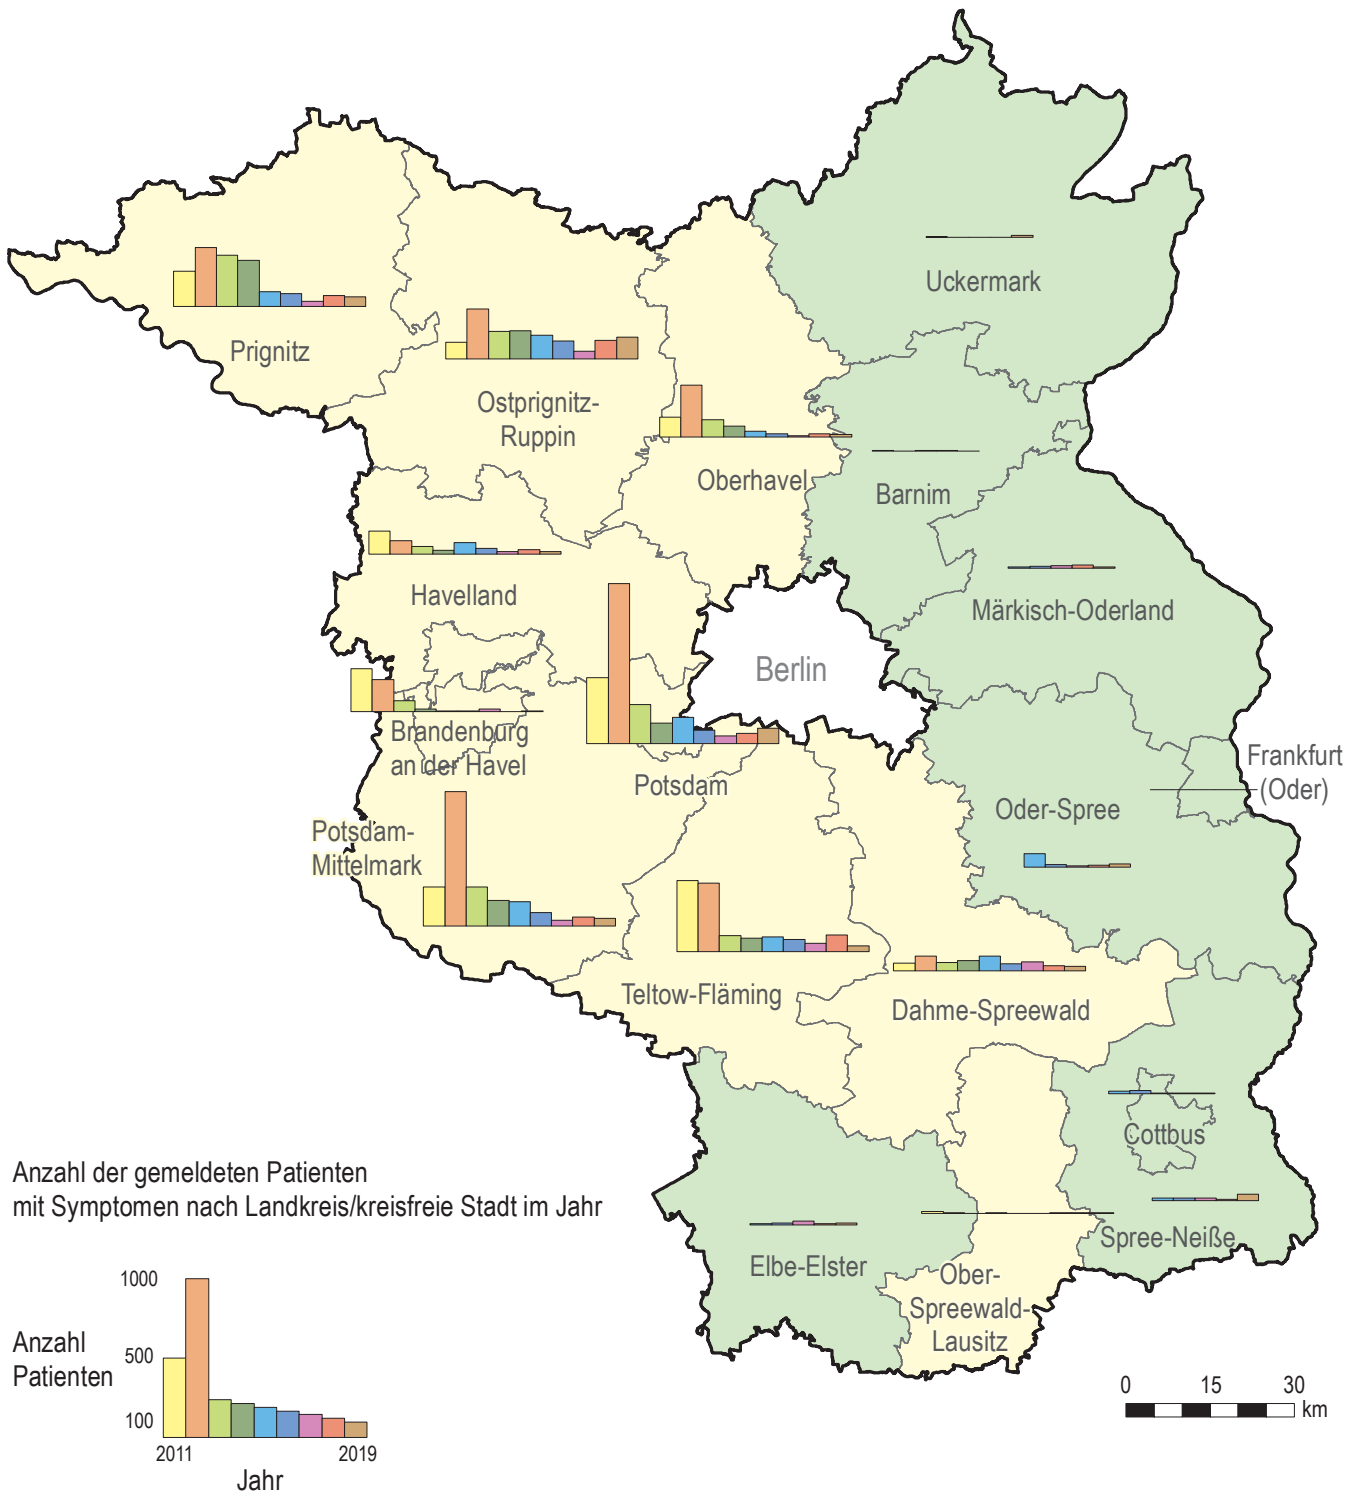 Uckermark
Prignitz
Ostprignitz-
Ruppin
Oberhavel
Barnim
Havelland
Märkisch-Oderland
Berlin
Brandenburg
an der Havel
Potsdam
Frankfurt
(Oder)
Oder-Spree
Potsdam-
Mittelmark
Teltow-Fläming
Dahme-Spreewald
Cottbus
Spree-Neiße
Elbe-Elster
Ober-
Spreewald-
Lausitz
Anzahl der gemeldeten Patienten
mit Symptomen nach Landkreis/kreisfreie Stadt im Jahr
1000
500
100
Anzahl
Patienten
2011
2019
Jahr
0 15 30
km